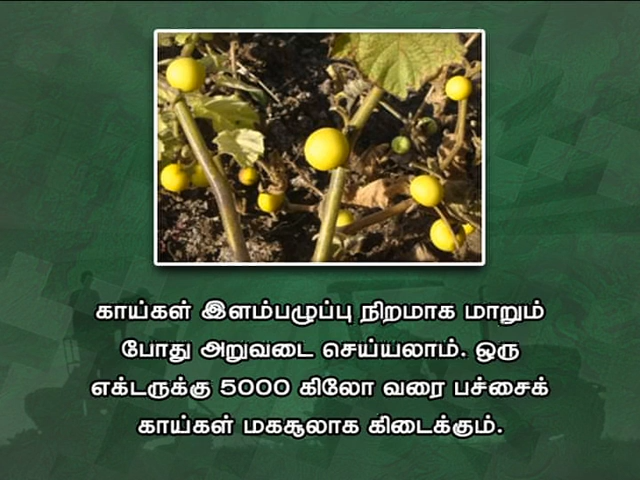 காய்கள் இளம்பழுப்பு நிறமாக மாறும்
போது அறுவடை செய்யலாம். ஒரு
எக்டருக்கு 5000 கிலோ வரை பச்சைக்
காய்கள் மகசூலாக கிடைக்கும்.